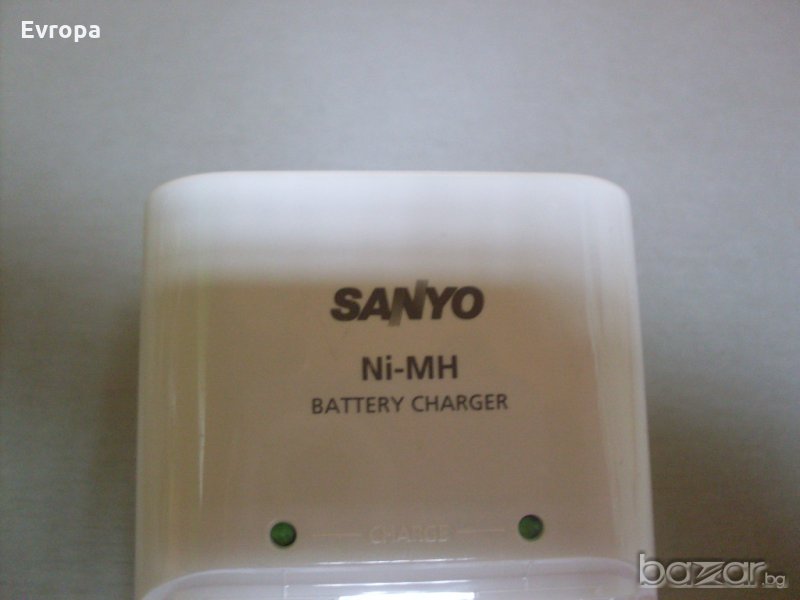 Evropa
SANYO
Ni-MH
BATTERY CHARGER
CHARGE
bazar.bg